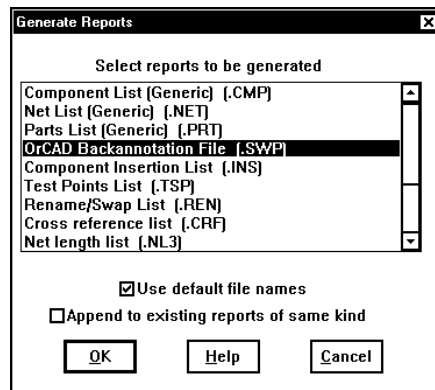 Generate Reports
Select reports to be generated
Component List (Generic) (.CMP)
Net List (Generic) (.NET)
Parts List (Generic) (.PRT)
OrCAD Backannotation File (.SWP)
Component Insertion List (.INS)
Test Points List (.TSP)
Rename/Swap List (.REN)
Cross reference list (.CRF)
Net length list (.NL3)
Use default file names
Append to existing reports of same kind
OK Help Cancel